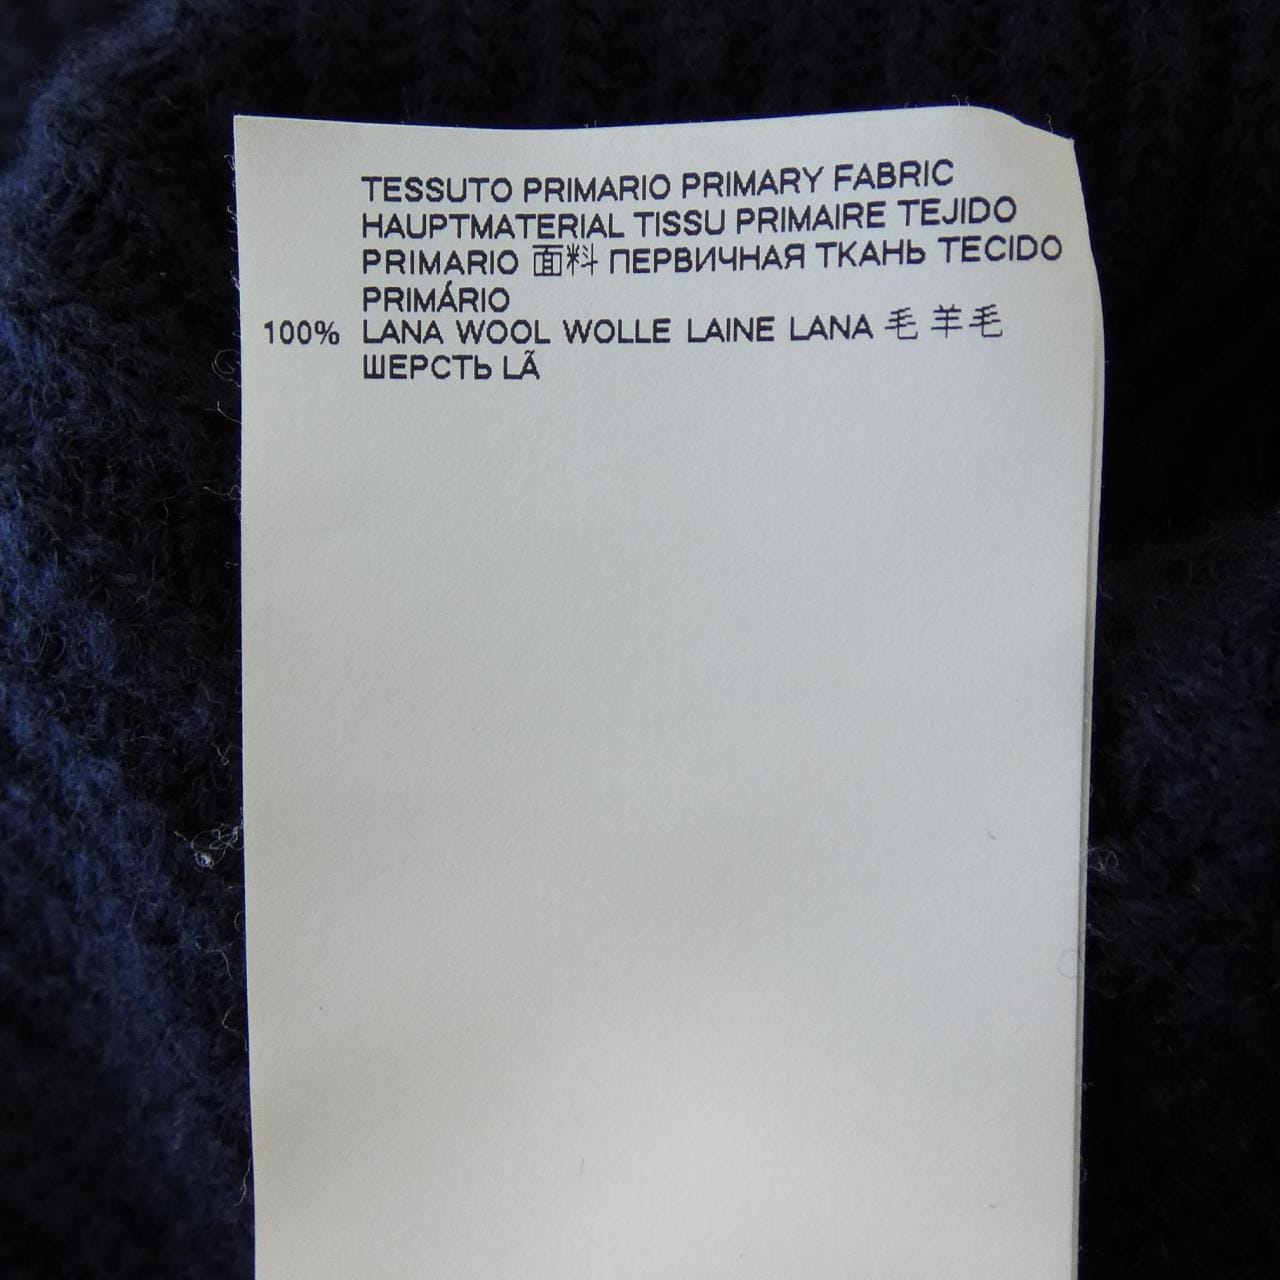 TESSUTO PRIMARIO PRIMARY FABRIC
HAUPTMATERIAL TISSU PRIMAIRE TEJIDO
PRIMARIO 面料 ПЕРВИЧНАЯ ТКАНЬ TECIDO
PRIMÁRIO
100% LANA WOOL WOLLE LAINE LANA 毛 羊毛
ШЕРСТЬ LÃ